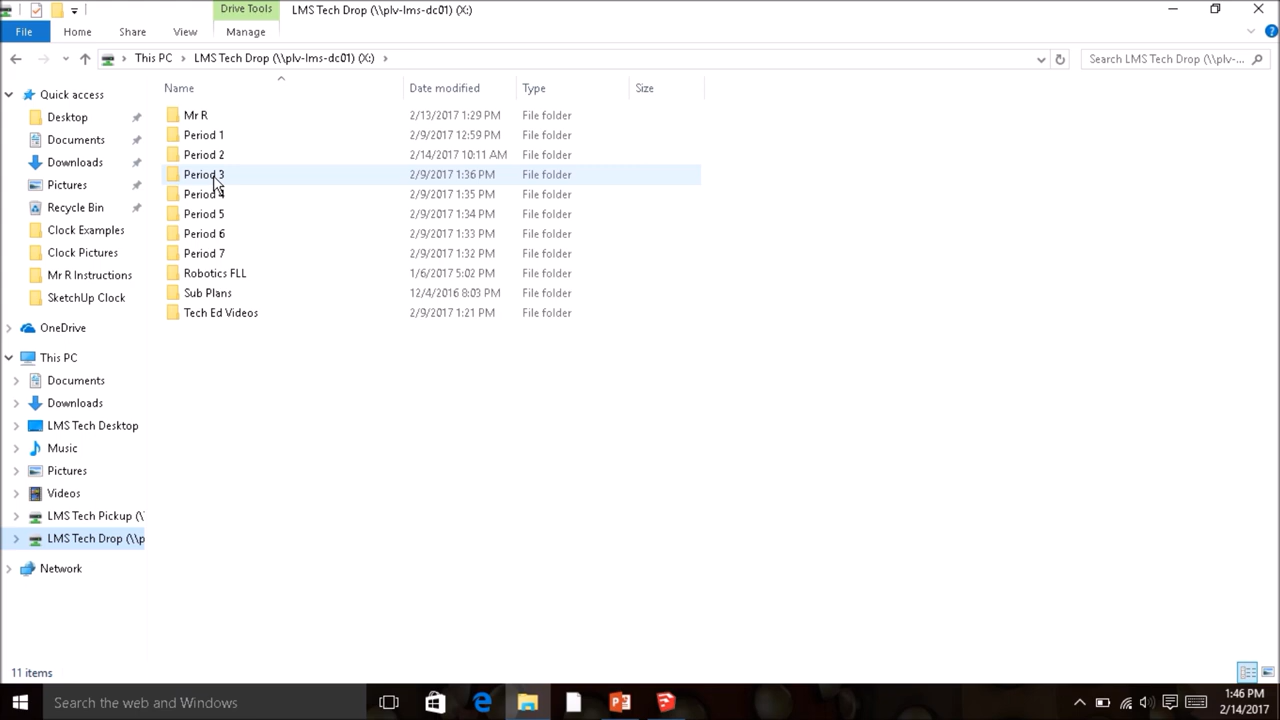 Drive Tools
LMS Tech Drop (\\plv-lms-dc01) (X:)
File Home Share View Manage
This PC LMS Tech Drop (\\plv-lms-dc01) (X:)
Search LMS Tech Drop (\\plv-...
Name Date modified Type Size
Quick access
Desktop
Documents
Downloads
Pictures
Recycle Bin
Clock Examples
Clock Pictures
Mr R Instructions
SketchUp Clock
OneDrive
This PC
Documents
Downloads
LMS Tech Desktop
Music
Pictures
Videos
LMS Tech Pickup (\
LMS Tech Drop (\\p
Network
Mr R 2/13/2017 1:29 PM File folder
Period 1 2/9/2017 12:59 PM File folder
Period 2 2/14/2017 10:11 AM File folder
Period 3 2/9/2017 1:36 PM File folder
Period 4 2/9/2017 1:35 PM File folder
Period 5 2/9/2017 1:34 PM File folder
Period 6 2/9/2017 1:33 PM File folder
Period 7 2/9/2017 1:32 PM File folder
Robotics FLL 1/6/2017 5:02 PM File folder
Sub Plans 12/4/2016 8:03 PM File folder
Tech Ed Videos 2/9/2017 1:21 PM File folder
11 items
Search the web and Windows
1:46 PM
2/14/2017